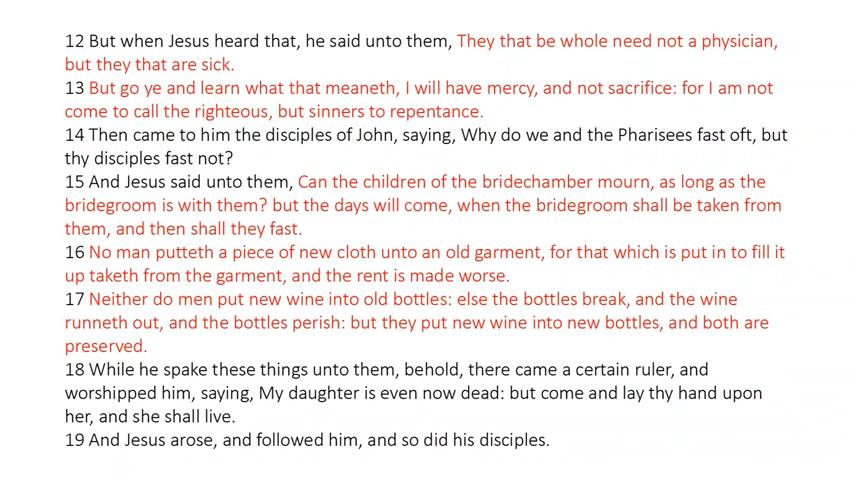 12 But when Jesus heard that, he said unto them, They that be whole need not a physician,
but they that are sick.
13 But go ye and learn what that meaneth, I will have mercy, and not sacrifice: for I am not
come to call the righteous, but sinners to repentance.
14 Then came to him the disciples of John, saying, Why do we and the Pharisees fast oft, but
thy disciples fast not?
15 And Jesus said unto them, Can the children of the bridechamber mourn, as long as the
bridegroom is with them? but the days will come, when the bridegroom shall be taken from
them, and then shall they fast.
16 No man putteth a piece of new cloth unto an old garment, for that which is put in to fill it
up taketh from the garment, and the rent is made worse.
17 Neither do men put new wine into old bottles: else the bottles break, and the wine
runneth out, and the bottles perish: but they put new wine into new bottles, and both are
preserved.
18 While he spake these things unto them, behold, there came a certain ruler, and
worshipped him, saying, My daughter is even now dead: but come and lay thy hand upon
her, and she shall live.
19 And Jesus arose, and followed him, and so did his disciples.